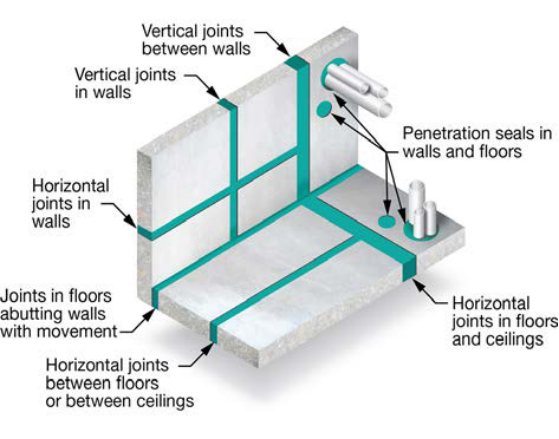 Vertical joints
between walls
Vertical joints
in walls
Penetration seals in
walls and floors
Horizontal
joints in
walls
Joints in floors
abutting walls
with movement
Horizontal joints
between floors
or between ceilings
Horizontal
joints in floors
and ceilings